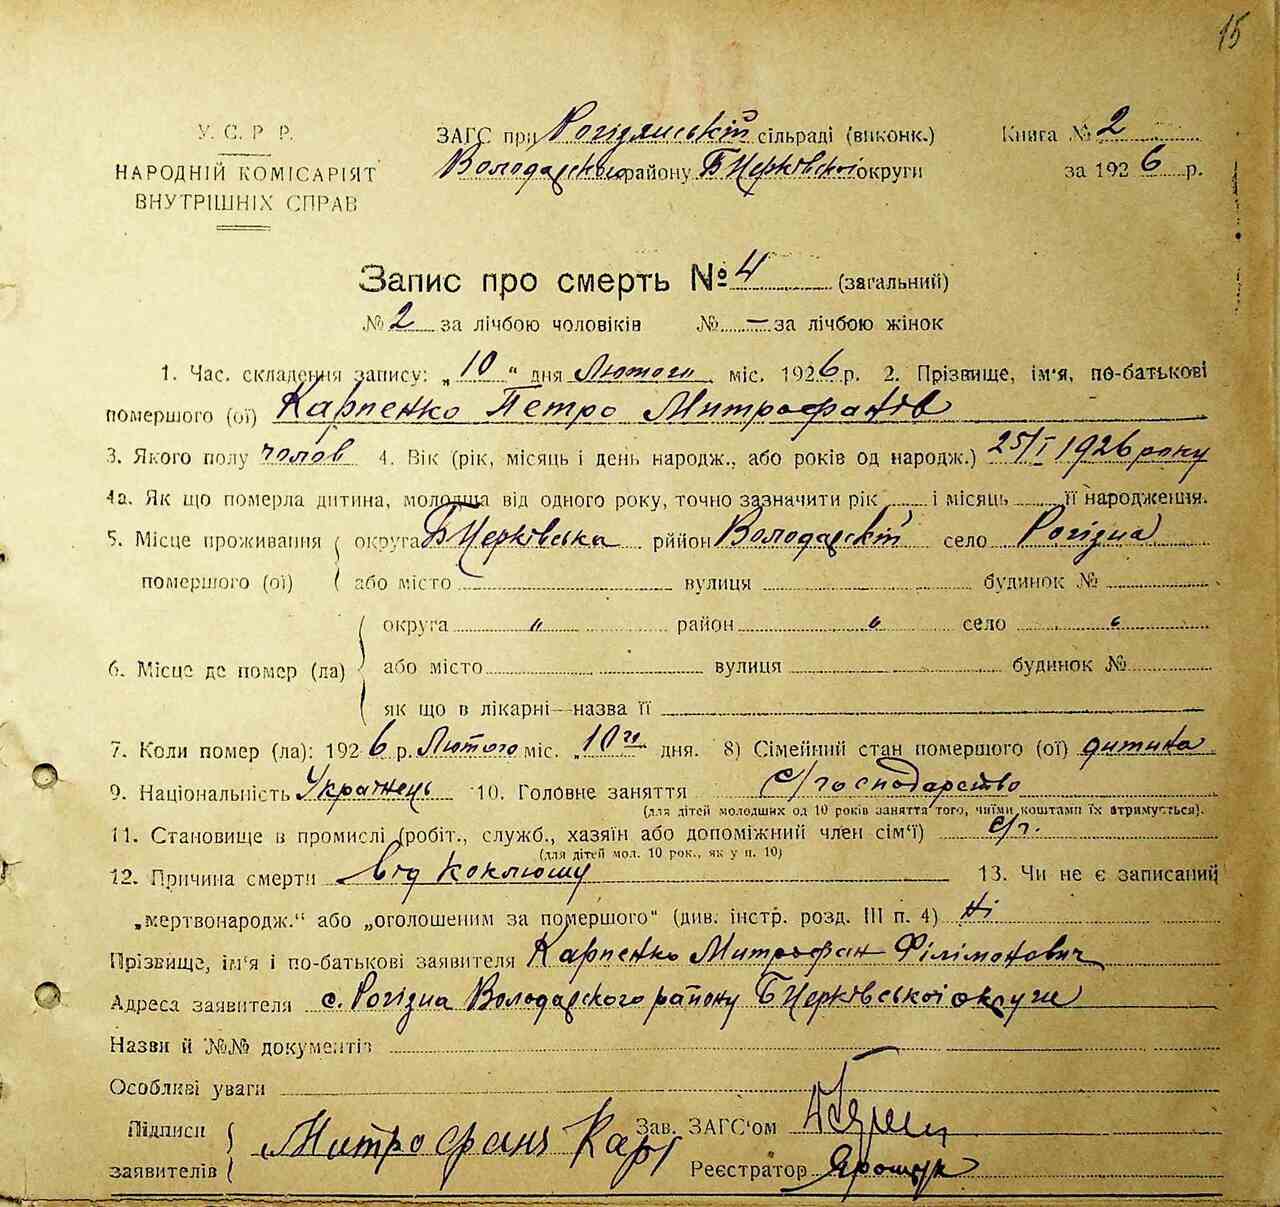 15
У. С. Р. Р.
НАРОДНІЙ КОМІСАРІЯТ
ВНУТРІШНІХ СПРАВ
ЗАГС при Рогізянській сільраді (виконк.)
Володарського району Б Церківської округи
Книга № 2
за 1926 р.
Запис про смерть № 4 (загальний)
№ 2 за лічбою чоловіків № — за лічбою жінок
1. Час. складення запису: „10“ дня Лютого міс. 1926 р. 2. Прізвище, ім'я, по-батькові
помершого (ої) Карпенко Петро Митрофанів
3. Якого полу чолов 4. Вік (рік, місяць і день народж., або років од народж.) 25/I 1926 року
4а. Як що померла дитина, молодща від одного року, точно зазначити рік і місяць її народження.
5. Місце проживання округа Б Церківська рййон Володарскій село Рогізна
помершого (ої) або місто вулиця будинок №
округа " район " село "
6. Місце де помер (ла) або місто вулиця будинок №
як що в лікарні—назва її
7. Коли помер (ла): 1926 р. Лютого міс. „10го дня. 8) Сімейний стан помершого (ої) дитина
9. Національність Украінець 10. Головне заняття с/господарство
(для дітей молодших од 10 років заняття того, чиїми коштами їх втримується).
11. Становище в промислі (робіт., служб., хазяїн або допоміжний член сім'ї) с/г.
(для дітей мол. 10 рок., як у п. 10)
12. Причина смерти від коклюшу 13. Чи не є записаний
„мертвонародж.“ або „оголошеним за помершого“ (див. інстр. розд. III п. 4) Ні
Прізвище, ім'я і по-батькові заявителя Карпенко Митрофан Філімонович
Адреса заявителя с. Рогізна Володарского району Б Церківської округи
Назви й №№ документів
Особливі уваги
Підписи Митрофанъ Карп Зав. ЗАГС'ом
заявителів Реєстратор Ярощук